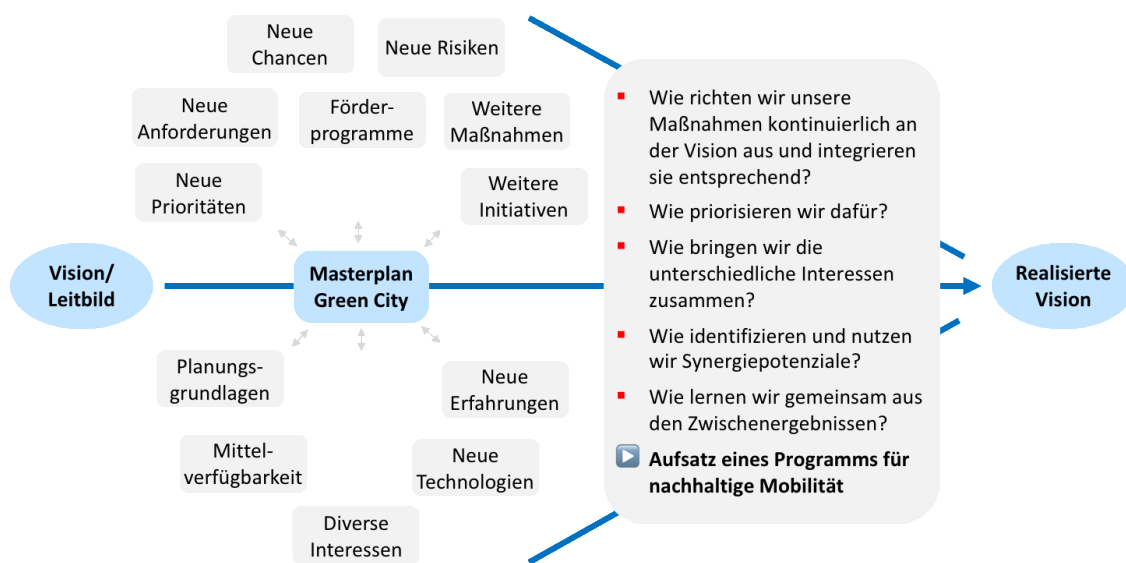 Neue
Chancen
Neue Risiken
Neue
Anforderungen
Förder-
programme
Weitere
Maßnahmen
Neue
Prioritäten
Weitere
Initiativen
Vision/
Leitbild
Masterplan
Green City
Planungs-
grundlagen
Neue
Erfahrungen
Mittel-
verfügbarkeit
Neue
Technologien
Diverse
Interessen
Wie richten wir unsere
Maßnahmen kontinuierlich an
der Vision aus und integrieren
sie entsprechend?
Wie priorisieren wir dafür?
Wie bringen wir die
unterschiedliche Interessen
zusammen?
Wie identifizieren und nutzen
wir Synergiepotenziale?
Wie lernen wir gemeinsam aus
den Zwischenergebnissen?
Aufsatz eines Programms für
nachhaltige Mobilität
Realisierte
Vision